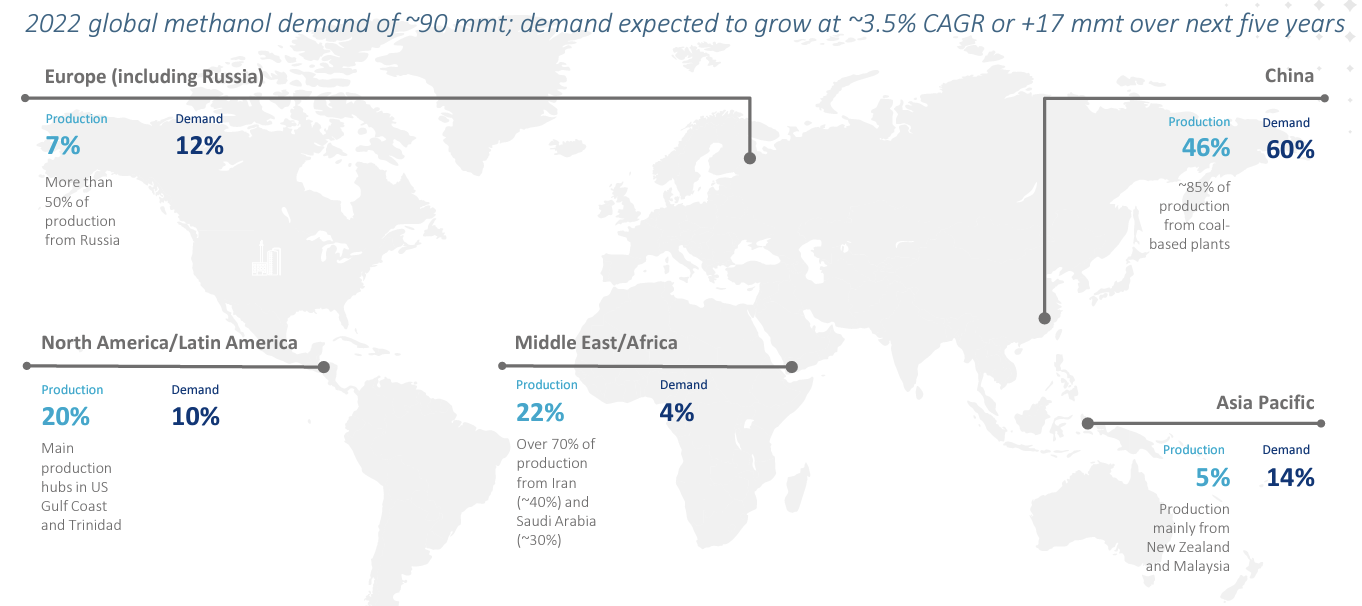 2022 global methanol demand of ~90 mmt; demand expected to grow at ~3.5% CAGR or +17 mmt over next five years
Europe (including Russia)
Production
Demand
7%
12%
More than
50% of
production
from Russia
China
Production
Demand
46%
60%
~85% of
production
from coal-
based plants
North America/Latin America
Production
Demand
20%
10%
Main
production
hubs in US
Gulf Coast
and Trinidad
Middle East/Africa
Production
Demand
22%
4%
Over 70% of
production
from Iran
(~40%) and
Saudi Arabia
(~30%)
Asia Pacific
Production
Demand
5%
14%
Production
mainly from
New Zealand
and Malaysia